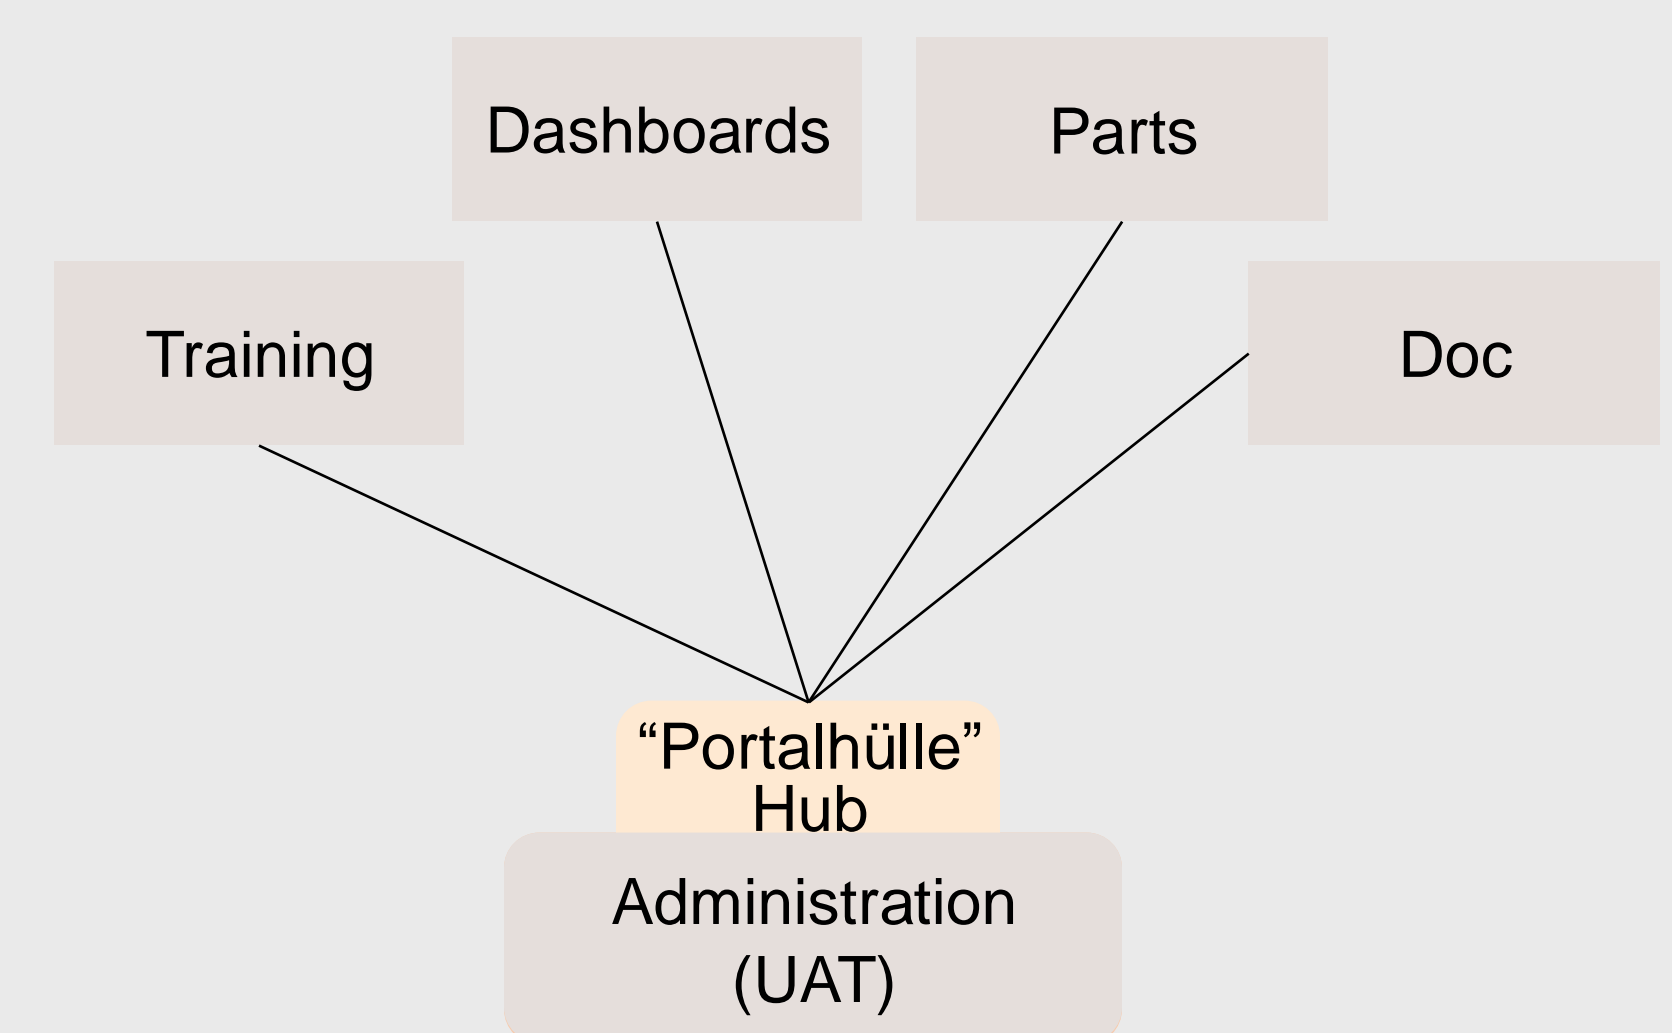 Dashboards
Parts
Training
Doc
“Portalhülle”
Hub
Administration
(UAT)